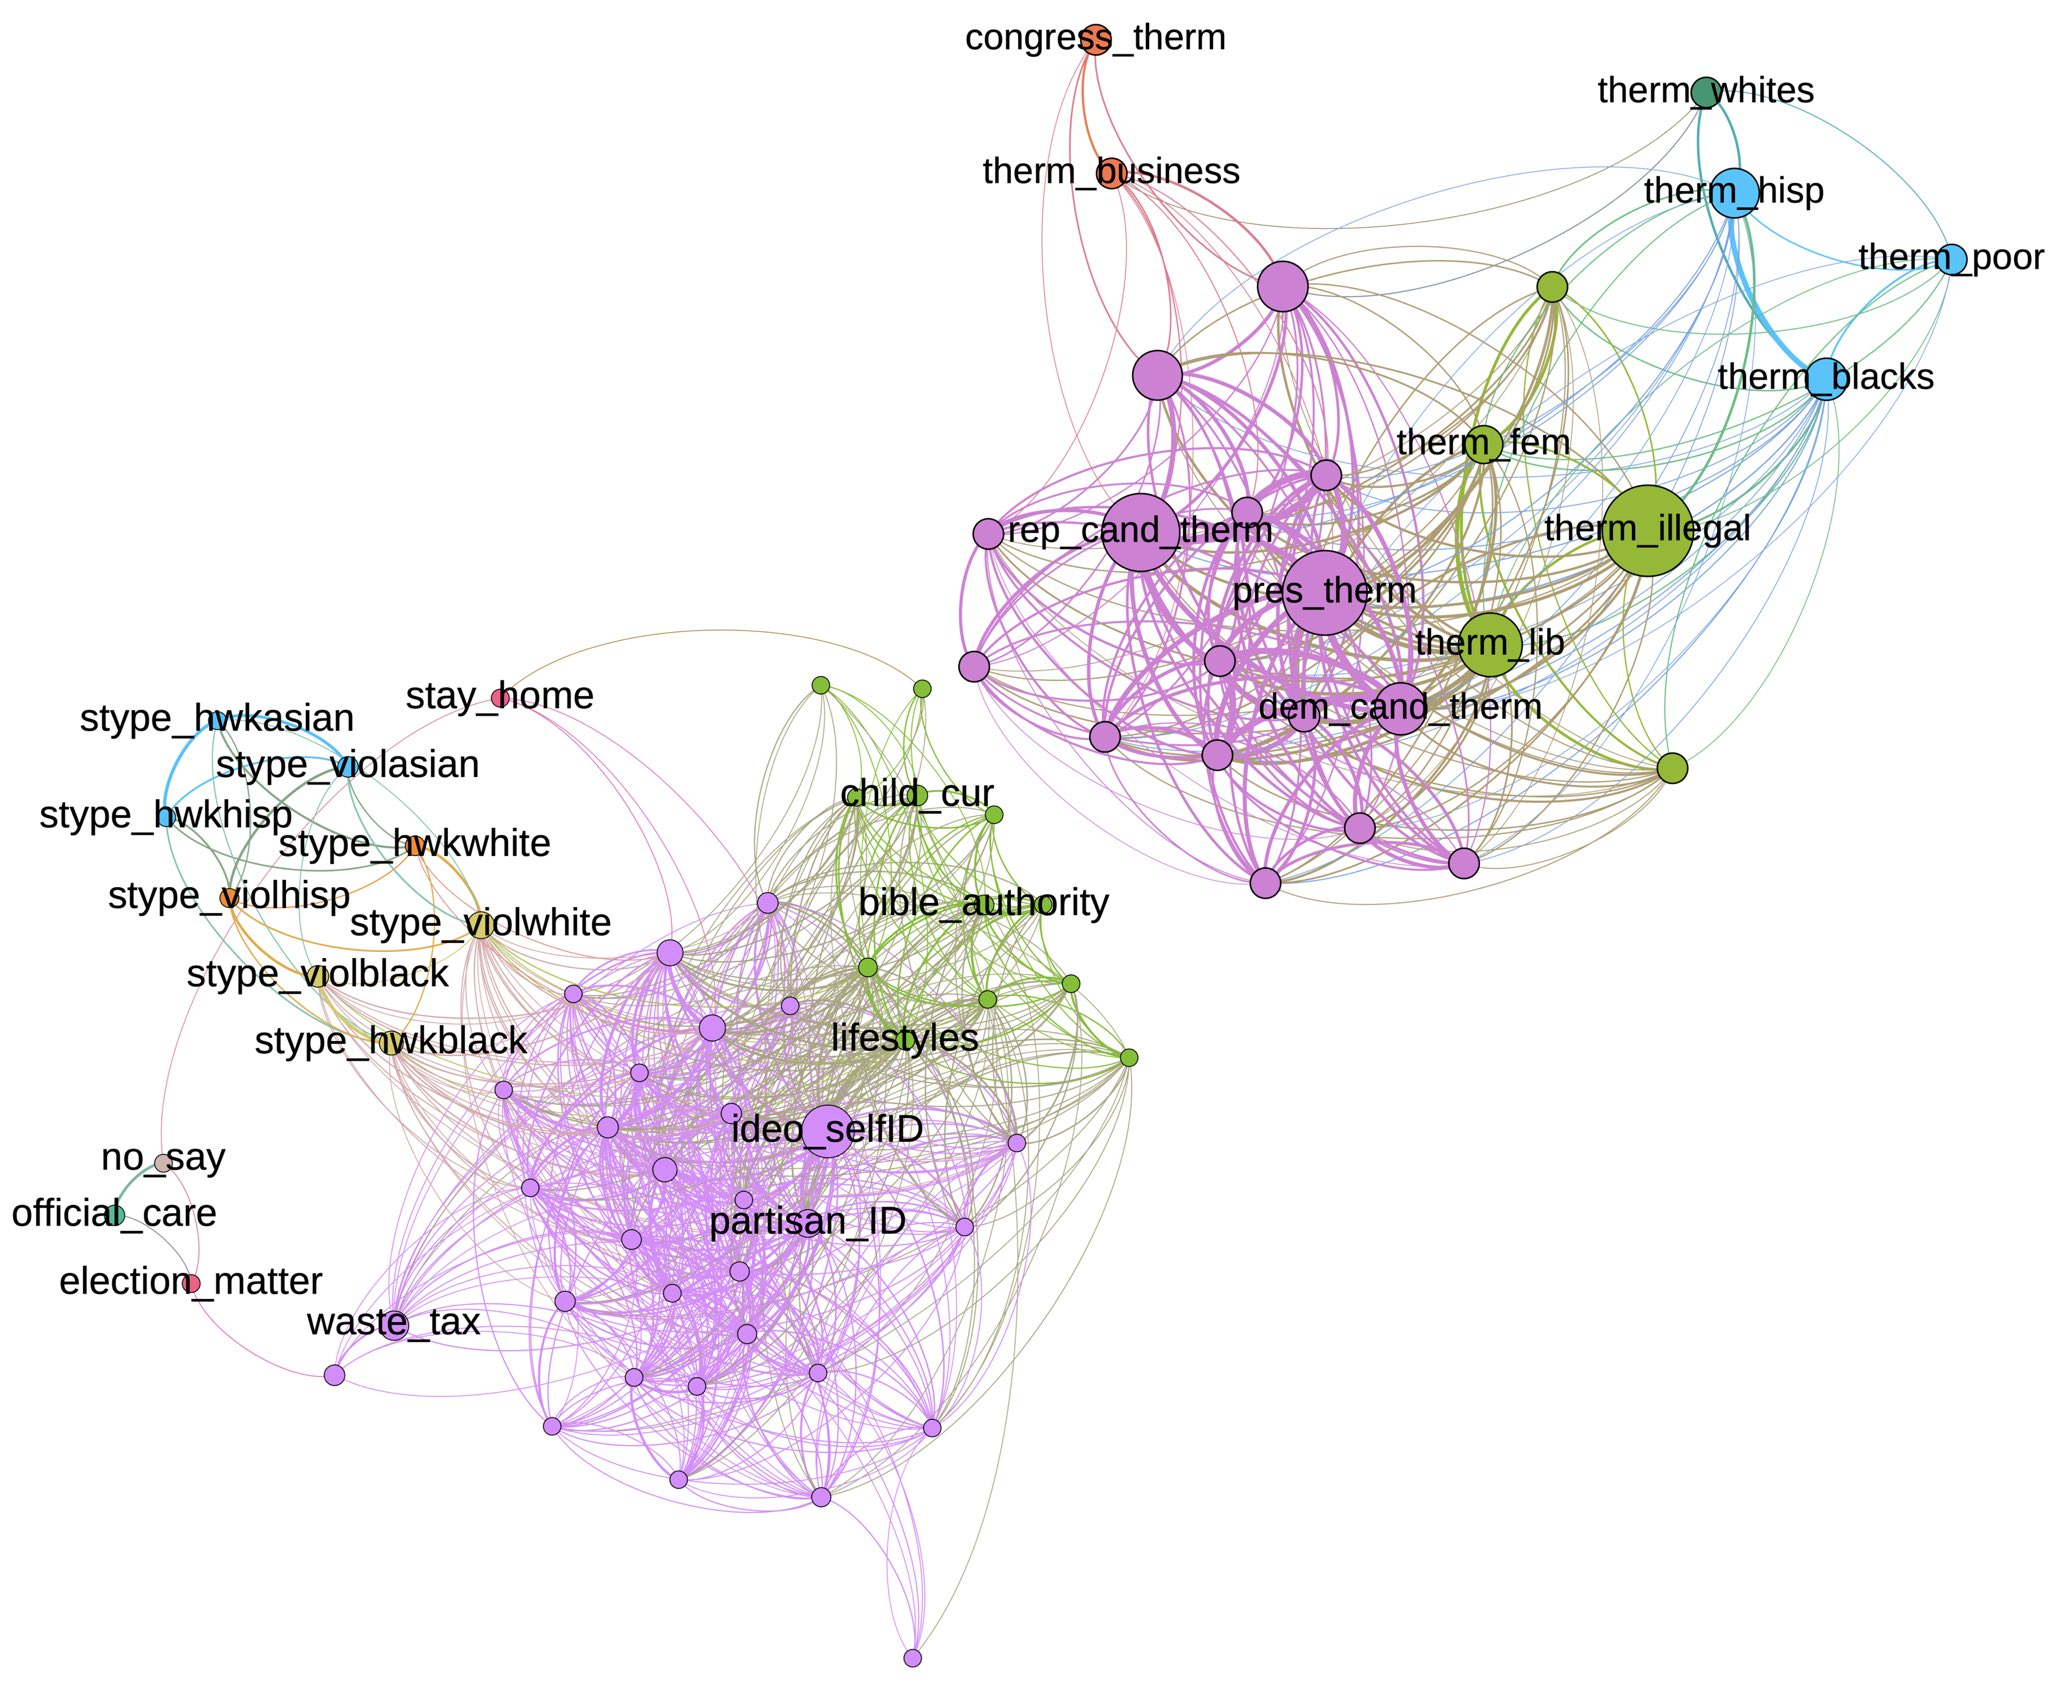 congress_therm
therm_whites
therm_business
therm_hisp
therm_poor
therm_blacks
therm_fem
rep_cand_therm
therm_illegal
pres_therm
therm_lib
dem_cand_therm
stay_home
stype_hwkasian
stype_violasian
child_cur
stype_hwkhisp
stype_hwkwhite
stype_violhisp
bible_authority
stype_violwhite
stype_violblack
stype_hwkblack
lifestyles
ideo_selfID
no_say
official_care
partisan_ID
election_matter
waste_tax